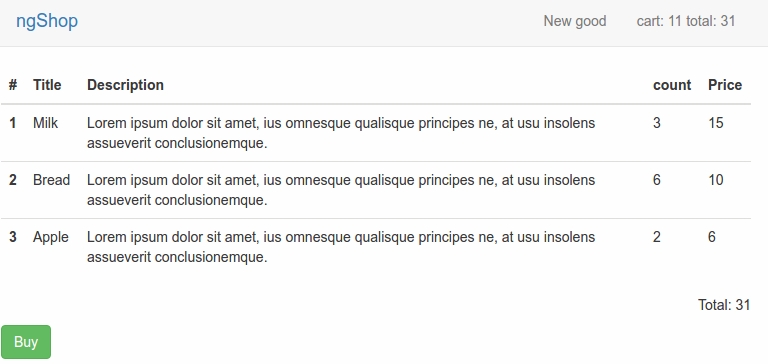 ngShop New good cart: 11 total: 31
# Title Description count Price
1 Milk Lorem ipsum dolor sit amet, ius omnesque qualisque principes ne, at usu insolens 3 15
assueverit conclusionemque.
2 Bread Lorem ipsum dolor sit amet, ius omnesque qualisque principes ne, at usu insolens 6 10
assueverit conclusionemque.
3 Apple Lorem ipsum dolor sit amet, ius omnesque qualisque principes ne, at usu insolens 2 6
assueverit conclusionemque.
Total: 31
Buy